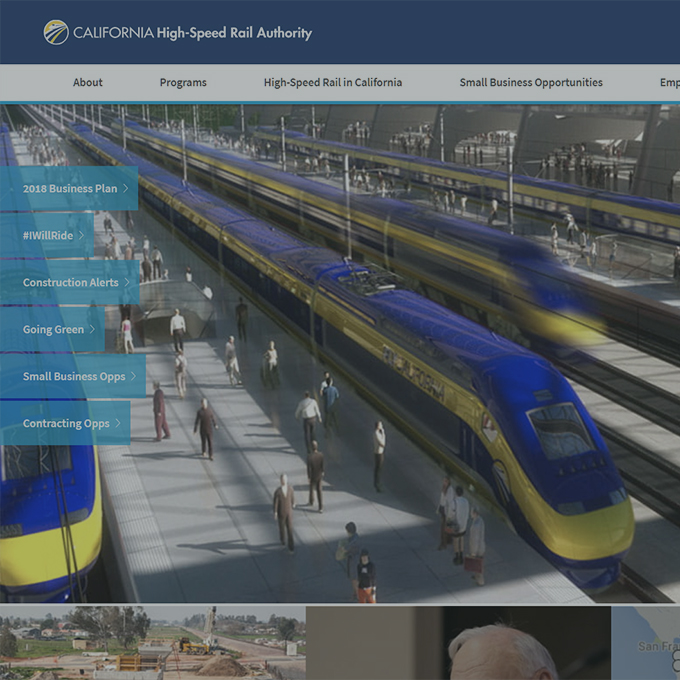 CALIFORNIA High-Speed Rail Authority
About Programs High-Speed Rail in California Small Business Opportunities Emp
2018 Business Plan
#IWillRide
Construction Alerts
Going Green
Small Business Opps
Contracting Opps
CALIFORNIA
San Fr